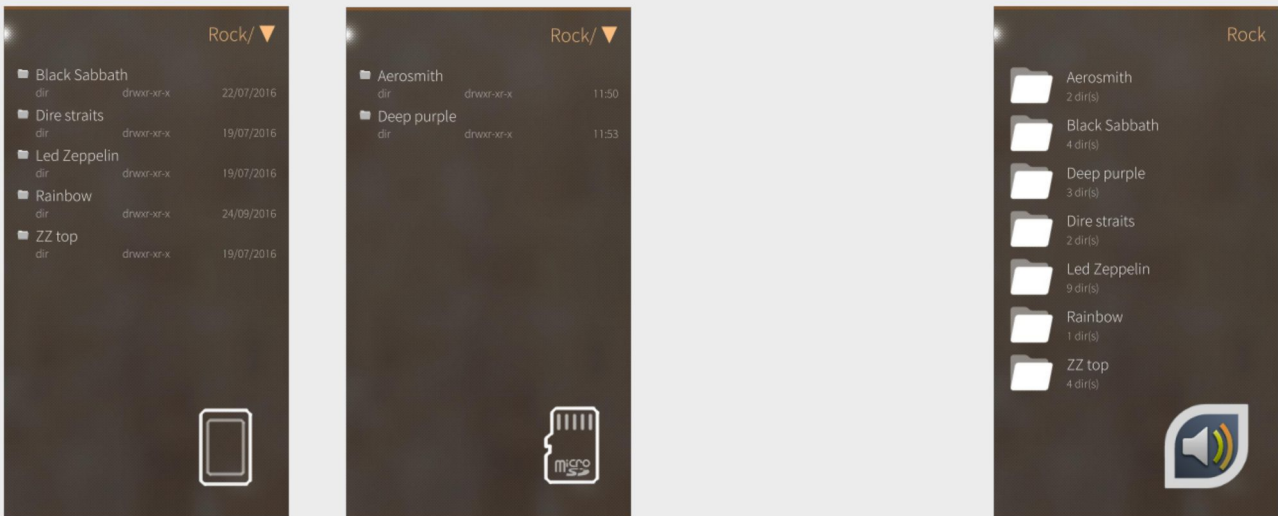 Rock/
Black Sabbath
dir drwxr-xr-x 22/07/2016
Dire straits
dir drwxr-xr-x 19/07/2016
Led Zeppelin
dir drwxr-xr-x 19/07/2016
Rainbow
dir drwxr-xr-x 24/09/2016
ZZ top
dir drwxr-xr-x 19/07/2016
Rock/
Aerosmith
dir drwxr-xr-x 11:50
Deep purple
dir drwxr-xr-x 11:53
micro
SD
Rock
Aerosmith
2 dir(s)
Black Sabbath
4 dir(s)
Deep purple
3 dir(s)
Dire straits
2 dir(s)
Led Zeppelin
9 dir(s)
Rainbow
1 dir(s)
ZZ top
4 dir(s)